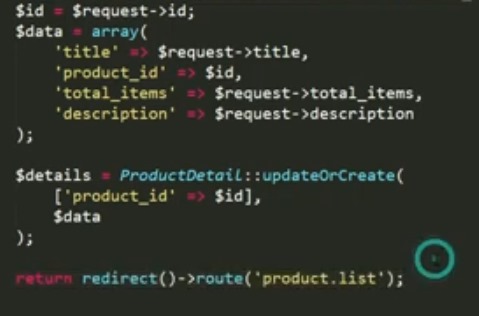 $id = $request->id;
$data = array(
'title' => $request->title,
'product_id' => $id,
'total_items' => $request->total_items,
'description' => $request->description
);
$details = ProductDetail::updateOrCreate(
['product_id' => $id],
$data
);
return redirect()->route('product.list');